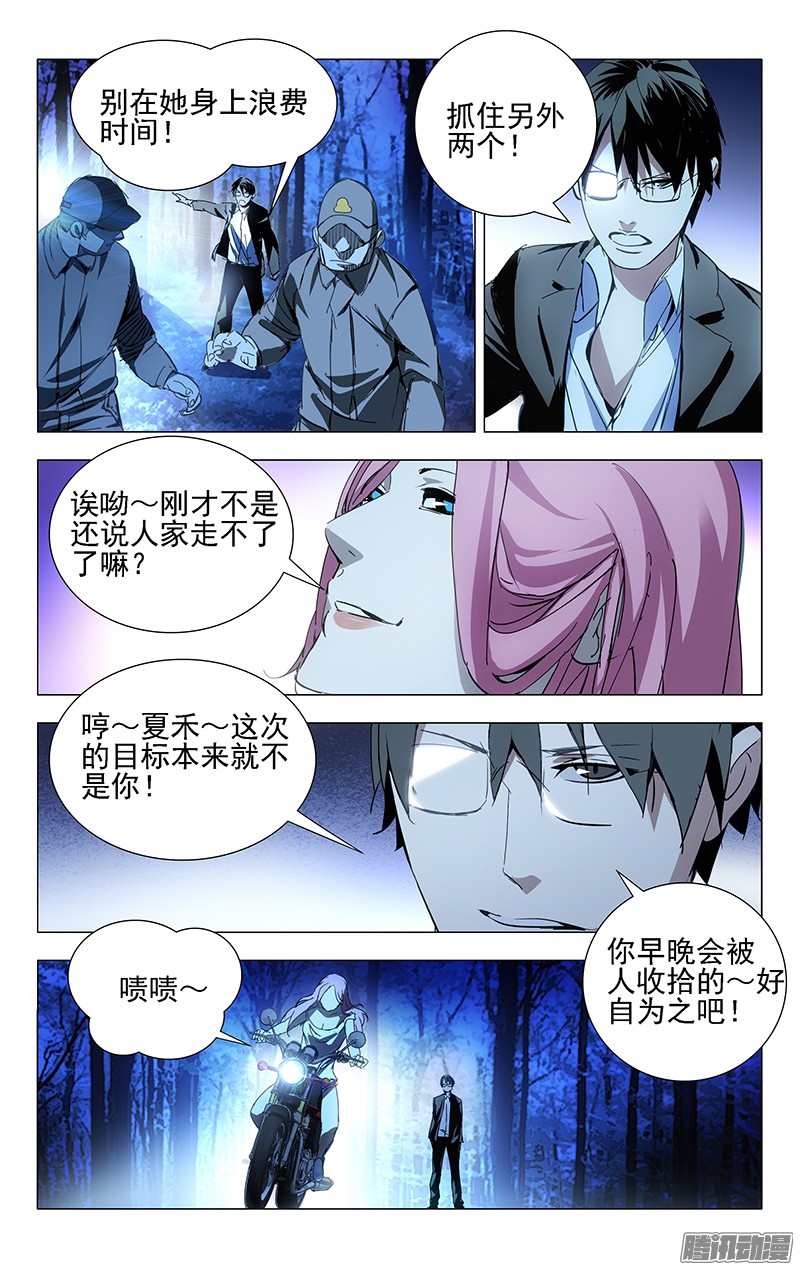 别在她身上浪费
时间！
抓住另外
两个！
诶呦～刚才不是
还说人家走不了
了嘛？
哼～夏禾～这次
的目标本来就不
是你！
你早晚会被
人收拾的～好
自为之吧！
啧啧～
腾讯动漫